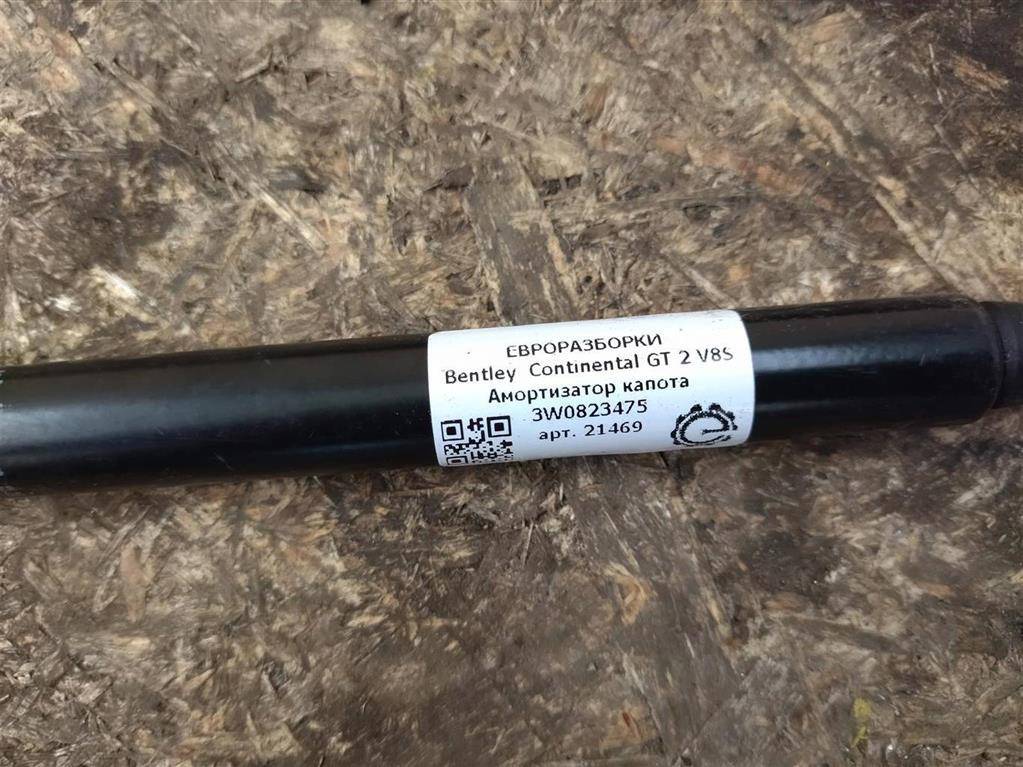 ЕВРОРАЗБОРКИ
Bentley Continental GT 2 V8S
Амортизатор капота
3W0823475
арт. 21469